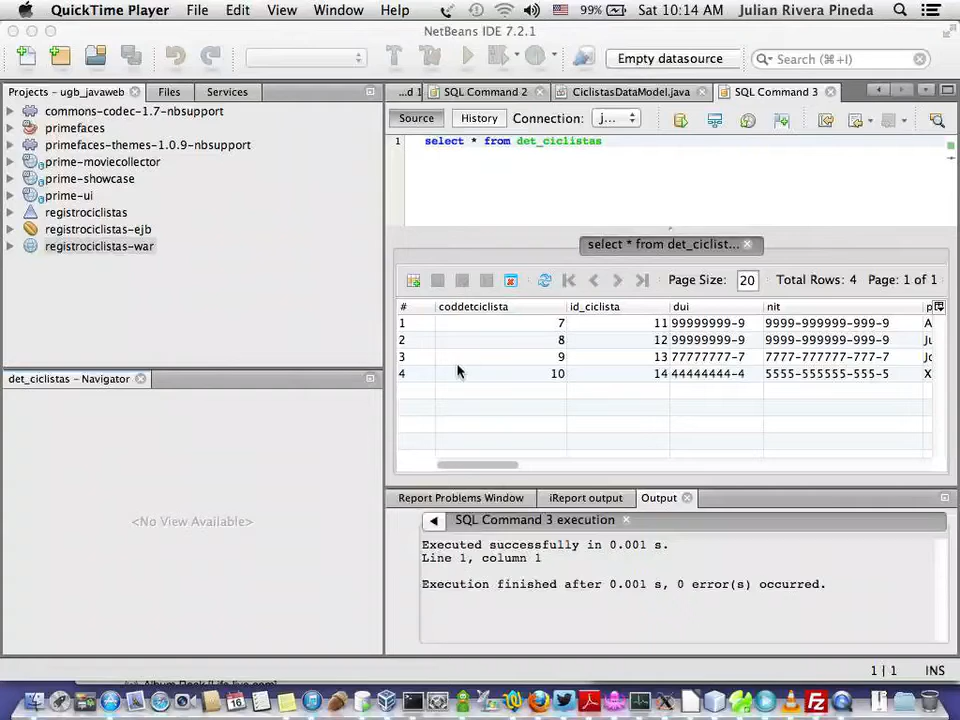 QuickTime Player File Edit View Window Help 99% Sat 10:14 AM Julian Rivera Pineda
NetBeans IDE 7.2.1
Empty datasource
Search (⌘+I)
Projects - ugb_javaweb Files Services
...d 1 SQL Command 2 CiclistasDataModel.java SQL Command 3
commons-codec-1.7-nbsupport
primefaces
primefaces-themes-1.0.9-nbsupport
prime-moviecollector
prime-showcase
prime-ui
registrociclistas
registrociclistas-ejb
registrociclistas-war
Source History Connection: j...
1 select * from det_ciclistas
select * from det_ciclist...
Page Size: 20 Total Rows: 4 Page: 1 of 1
# coddetciclista id_ciclista dui nit p
1 7 11 99999999-9 9999-999999-999-9 A
2 8 12 99999999-9 9999-999999-999-9 Ju
3 9 13 77777777-7 7777-777777-777-7 Jo
4 10 14 44444444-4 5555-555555-555-5 X
det_ciclistas - Navigator
<No View Available>
Report Problems Window iReport output Output
SQL Command 3 execution
Executed successfully in 0.001 s.
Line 1, column 1
Execution finished after 0.001 s, 0 error(s) occurred.
1 | 1 INS
16